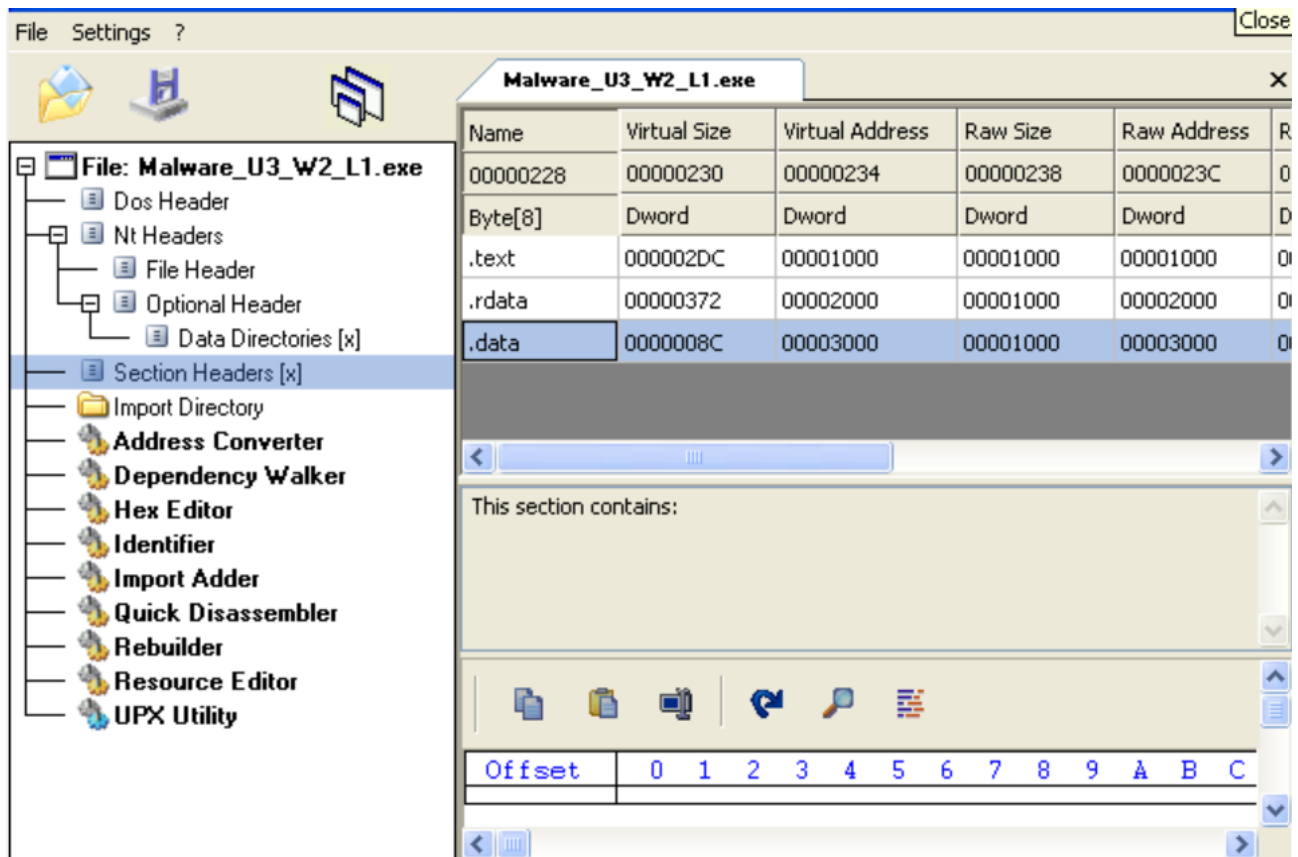 Close
File Settings ?
Malware_U3_W2_L1.exe
File: Malware_U3_W2_L1.exe
Dos Header
Nt Headers
File Header
Optional Header
Data Directories [x]
Section Headers [x]
Import Directory
Address Converter
Dependency Walker
Hex Editor
Identifier
Import Adder
Quick Disassembler
Rebuilder
Resource Editor
UPX Utility
Name Virtual Size Virtual Address Raw Size Raw Address R
00000228 00000230 00000234 00000238 0000023C 0
Byte[8] Dword Dword Dword Dword D
.text 000002DC 00001000 00001000 00001000 00
.rdata 00000372 00002000 00001000 00002000 00
.data 0000008C 00003000 00001000 00003000 00
This section contains:
Offset 0 1 2 3 4 5 6 7 8 9 A B C